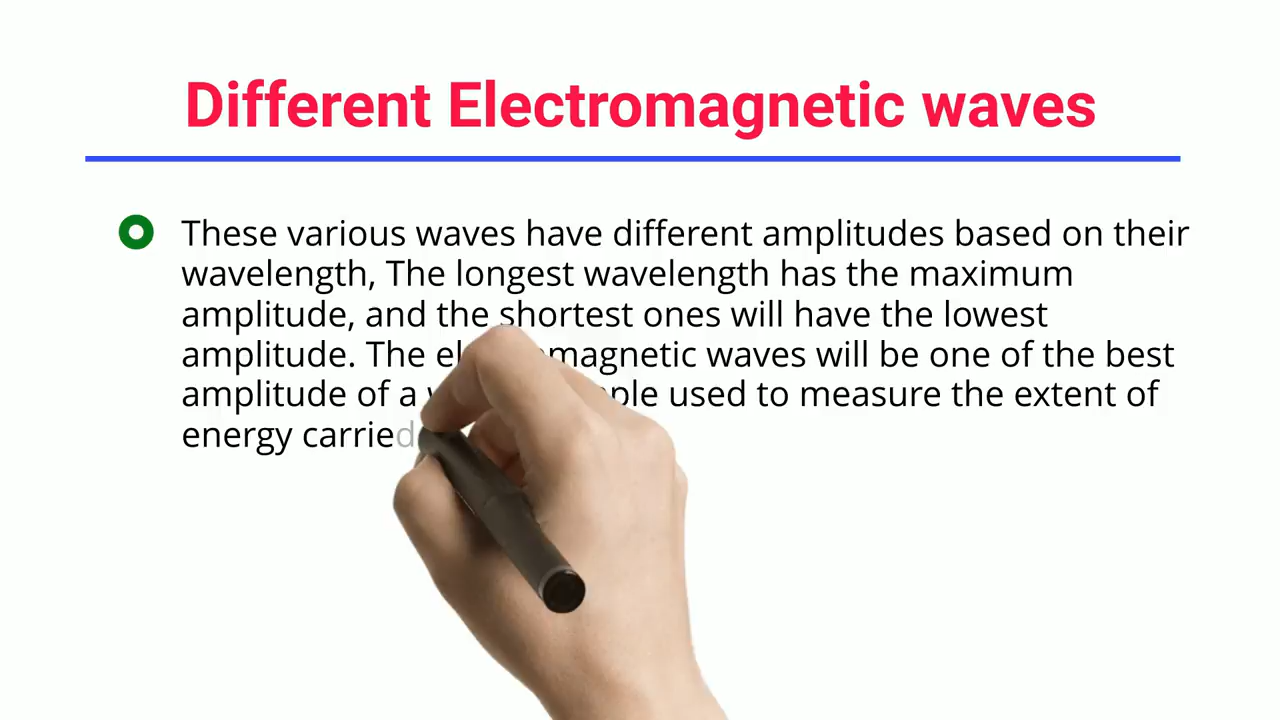 Different Electromagnetic waves
These various waves have different amplitudes based on their
wavelength, The longest wavelength has the maximum
amplitude, and the shortest ones will have the lowest
amplitude. The el magnetic waves will be one of the best
amplitude of a used to measure the extent of
energy carried